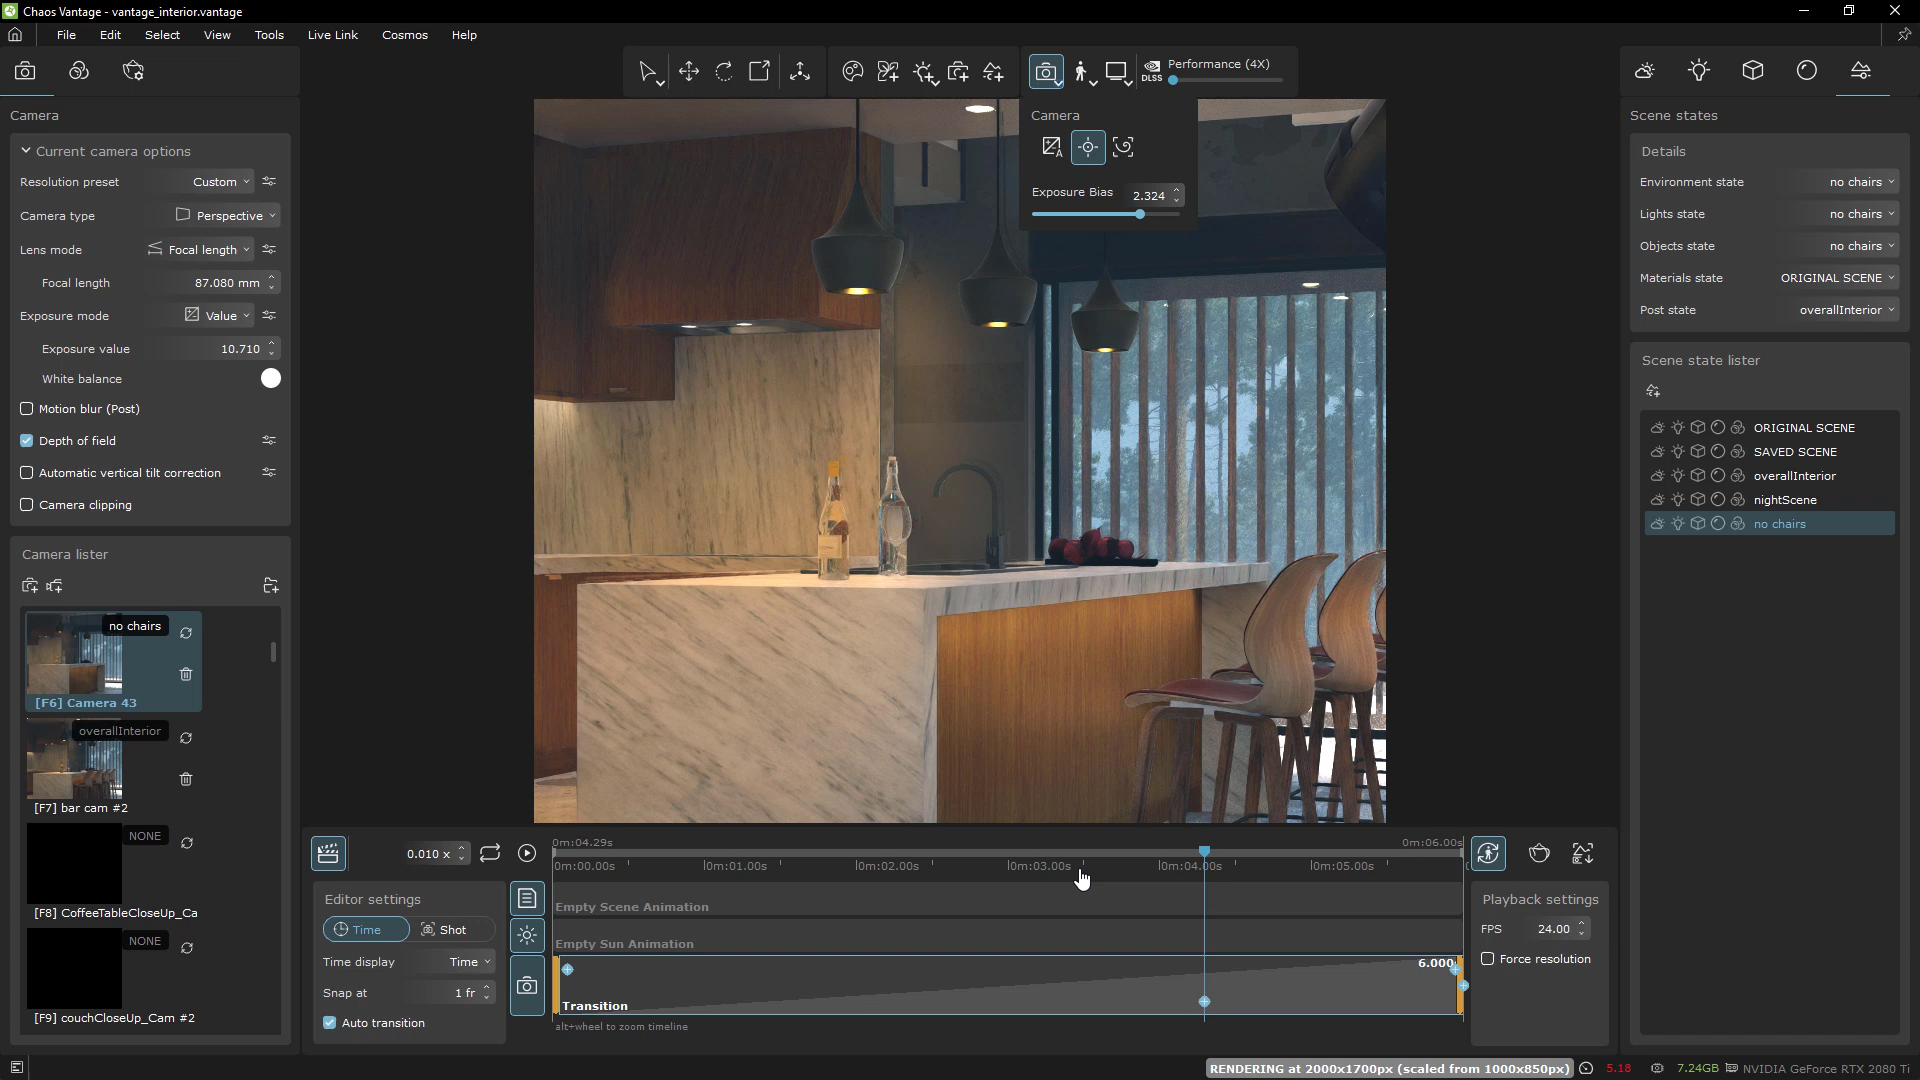 Chaos Vantage - vantage_interior.vantage
File Edit Select View Tools Live Link Cosmos Help
DLSS Performance (4X)
Camera
Current camera options
Resolution preset Custom
Camera type Perspective
Lens mode Focal length
Focal length 87.080 mm
Exposure mode Value
Exposure value 10.710
White balance
Motion blur (Post)
Depth of field
Automatic vertical tilt correction
Camera clipping
Camera lister
no chairs
[F6] Camera 43
overallInterior
[F7] bar cam #2
NONE
[F8] CoffeeTableCloseUp_Ca
NONE
[F9] couchCloseUp_Cam #2
Camera
Exposure Bias 2.324
Scene states
Details
Environment state no chairs
Lights state no chairs
Objects state no chairs
Materials state ORIGINAL SCENE
Post state overallInterior
Scene state lister
ORIGINAL SCENE
SAVED SCENE
overallInterior
nightScene
no chairs
0.010 x
Editor settings
Time Shot
Time display Time
Snap at 1 fr
Auto transition
0m:04.29s 0m:06.00s
0m:00.00s 0m:01.00s 0m:02.00s 0m:03.00s 0m:04.00s 0m:05.00s
Empty Scene Animation
Empty Sun Animation
6.000
Transition
alt+wheel to zoom timeline
Playback settings
FPS 24.00
Force resolution
RENDERING at 2000x1700px (scaled from 1000x850px) 5.18 7.24GB NVIDIA GeForce RTX 2080 Ti